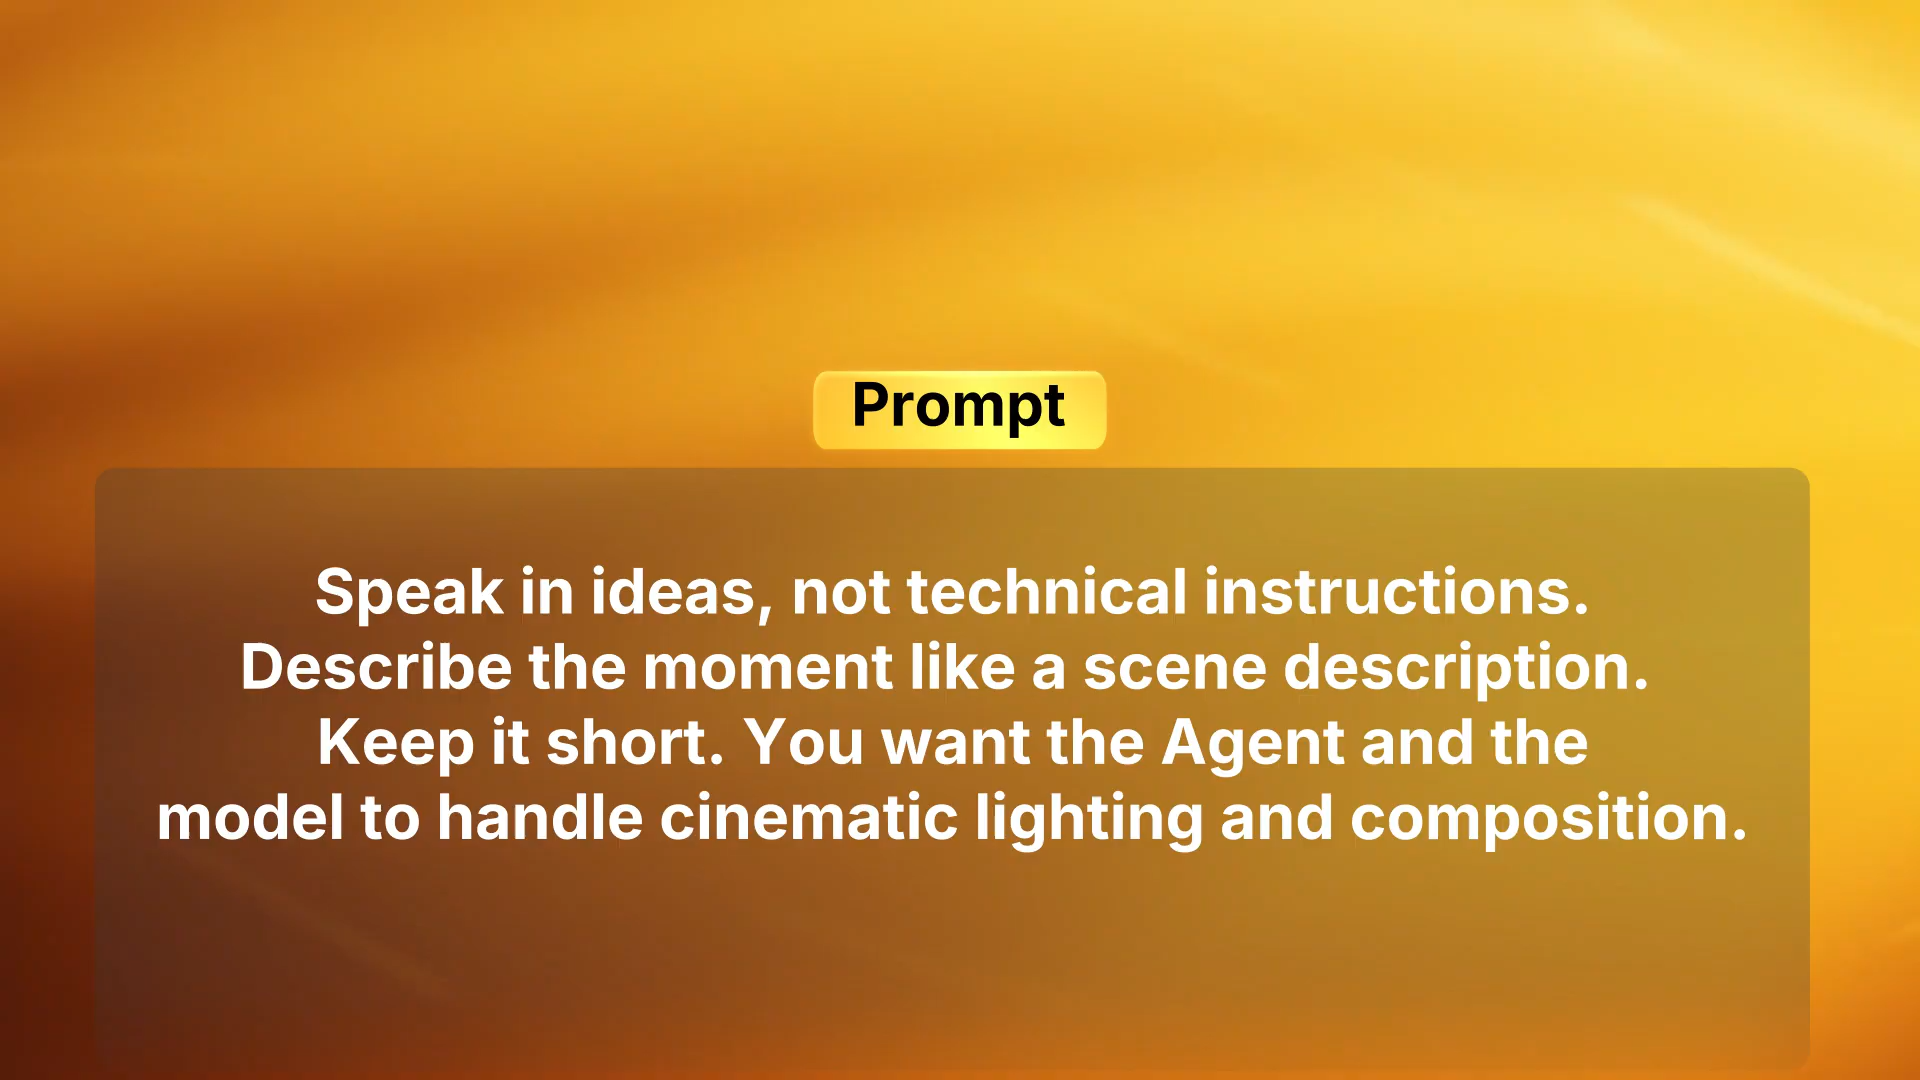 Prompt
Speak in ideas, not technical instructions.
Describe the moment like a scene description.
Keep it short. You want the Agent and the
model to handle cinematic lighting and composition.